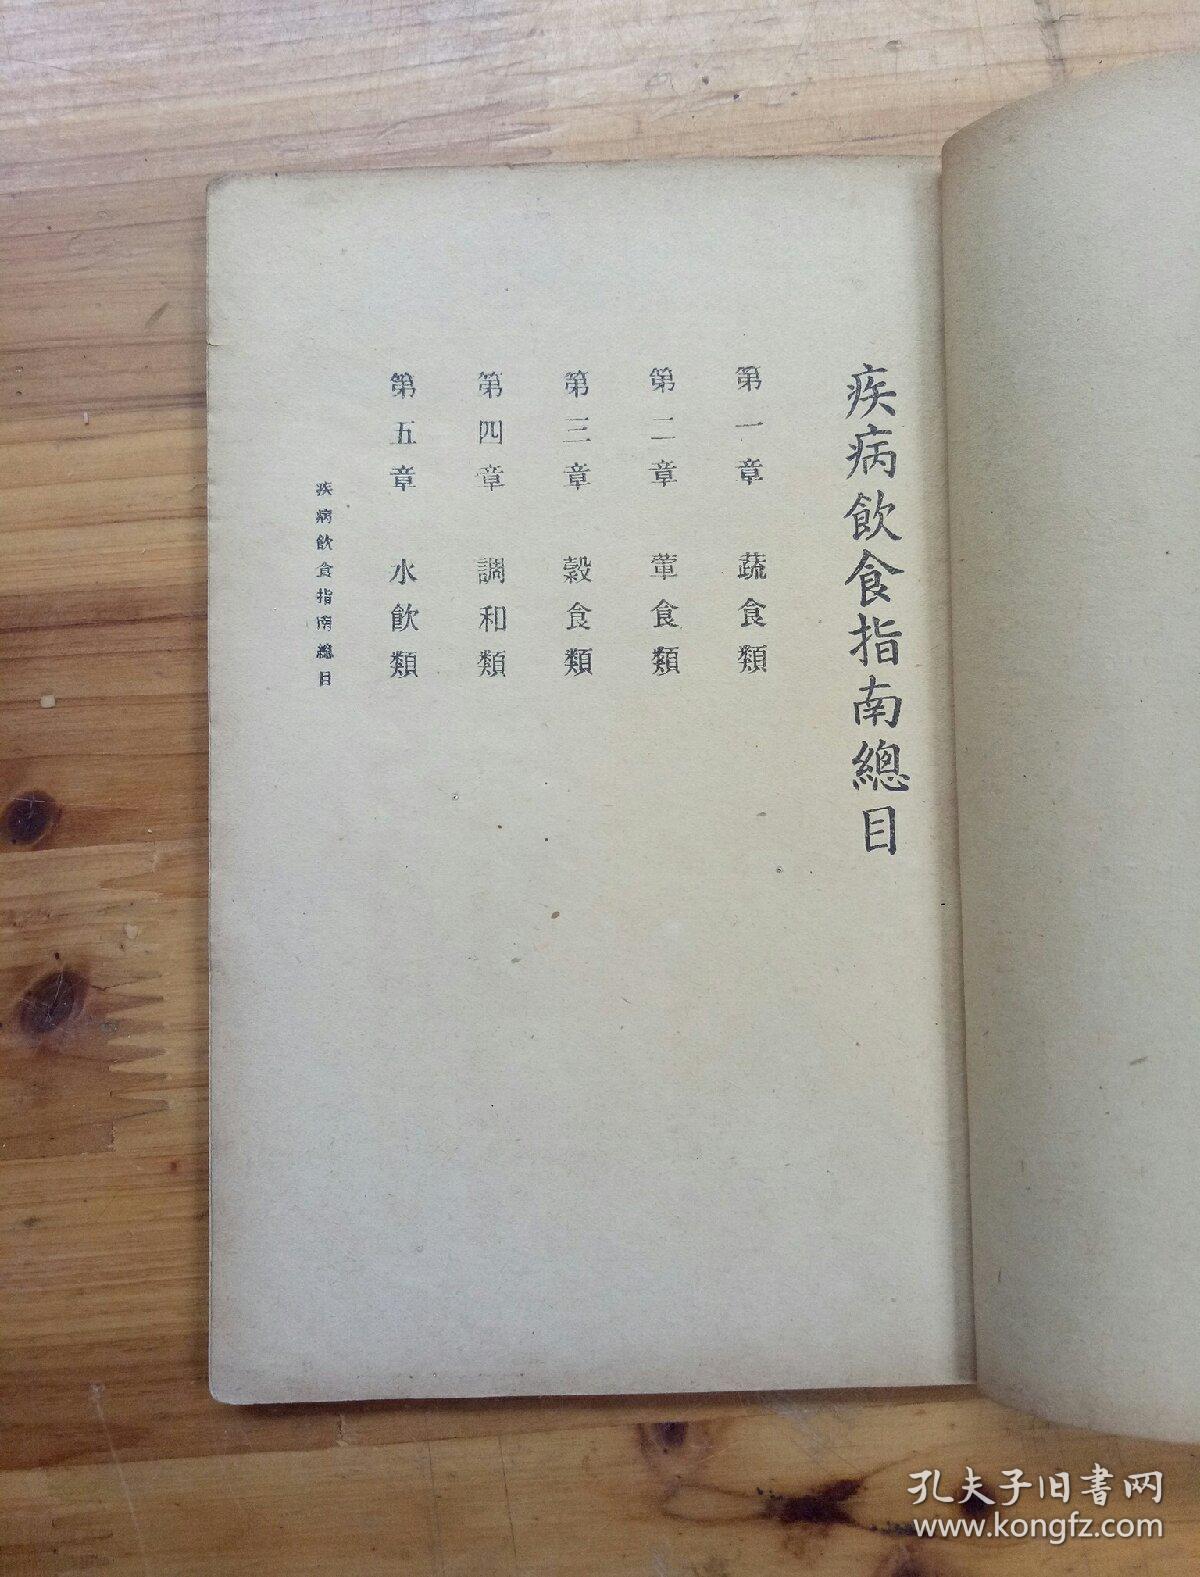 疾病飲食指南總目
第一章　蔬食類
第二章　葷食類
第三章　穀食類
第四章　調和類
第五章　水飲類
疾病飲食指南總目
孔夫子旧书网
www.kongfz.com